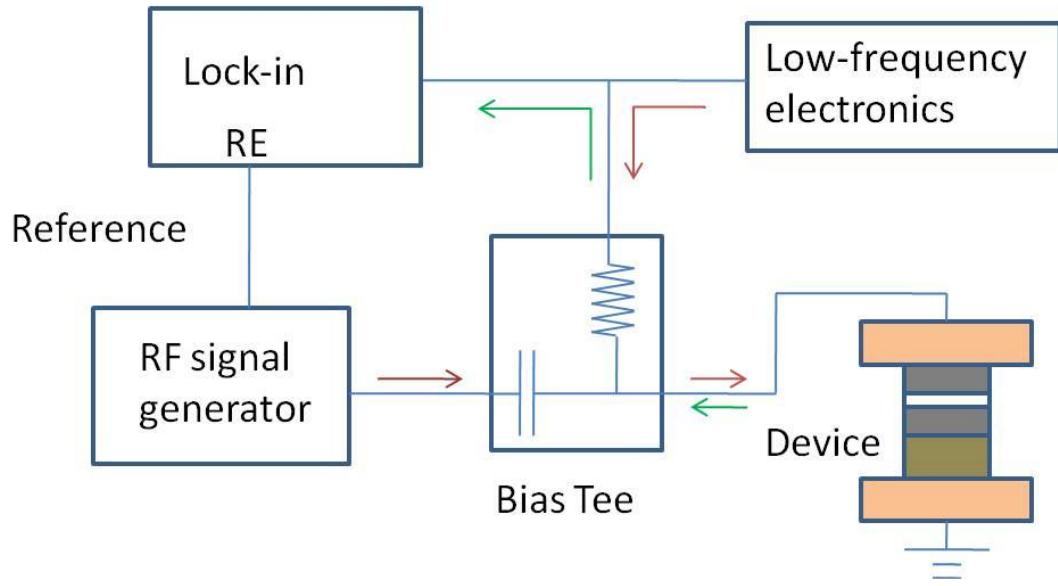 Lock-in
RE
Low-frequency
electronics
Reference
RF signal
generator
Bias Tee
Device